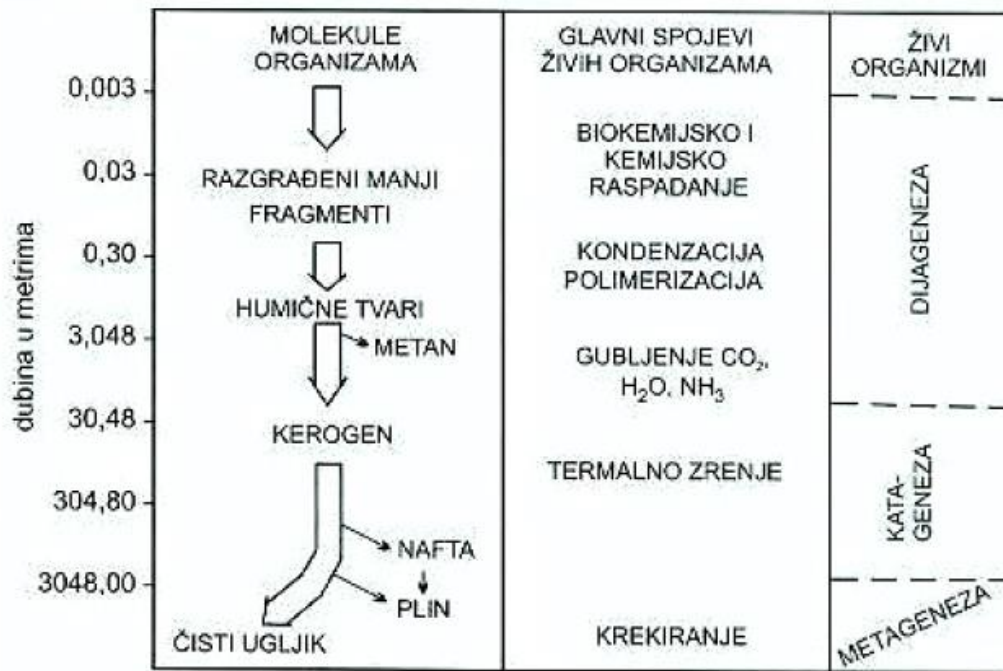 dubina u metrima
0,003
0,03
0,30
3,048
30,48
304,80
3048,00
MOLEKULE
ORGANIZAMA
RAZGRAĐENI MANJI
FRAGMENTI
HUMIČNE TVARI
METAN
KEROGEN
NAFTA
PLIN
ČISTI UGLJIK
GLAVNI SPOJEVI
ŽIVIH ORGANIZAMA
BIOKEMIJSKO I
KEMIJSKO
RASPADANJE
KONDENZACIJA
POLIMERIZACIJA
GUBLJENJE CO₂,
H₂O, NH₃
TERMALNO ZRENJE
KREKIRANJE
ŽIVI
ORGANIZMI
DIJAGENEZA
KATA-
GENEZA
METAGENEZA